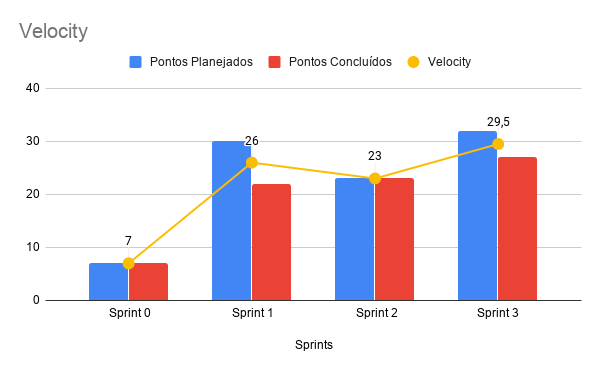 Velocity
Pontos Planejados Pontos Concluídos Velocity
40
30
20
10
0
7
26
23
29,5
Sprint 0 Sprint 1 Sprint 2 Sprint 3
Sprints